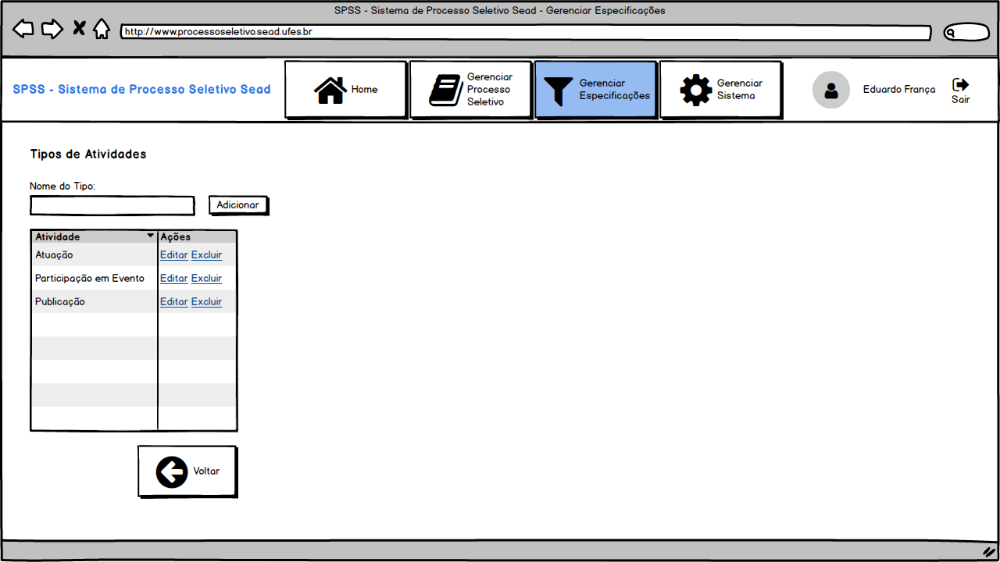 SPSS - Sistema de Processo Seletivo Sead - Gerenciar Especificações
http://www.processoseletivo.sead.ufes.br
SPSS - Sistema de Processo Seletivo Sead
Home
Gerenciar
Processo
Seletivo
Gerenciar
Especificações
Gerenciar
Sistema
Eduardo França
Sair
Tipos de Atividades
Nome do Tipo:
Adicionar
Atividade Ações
Atuação Editar Excluir
Participação em Evento Editar Excluir
Publicação Editar Excluir
Voltar